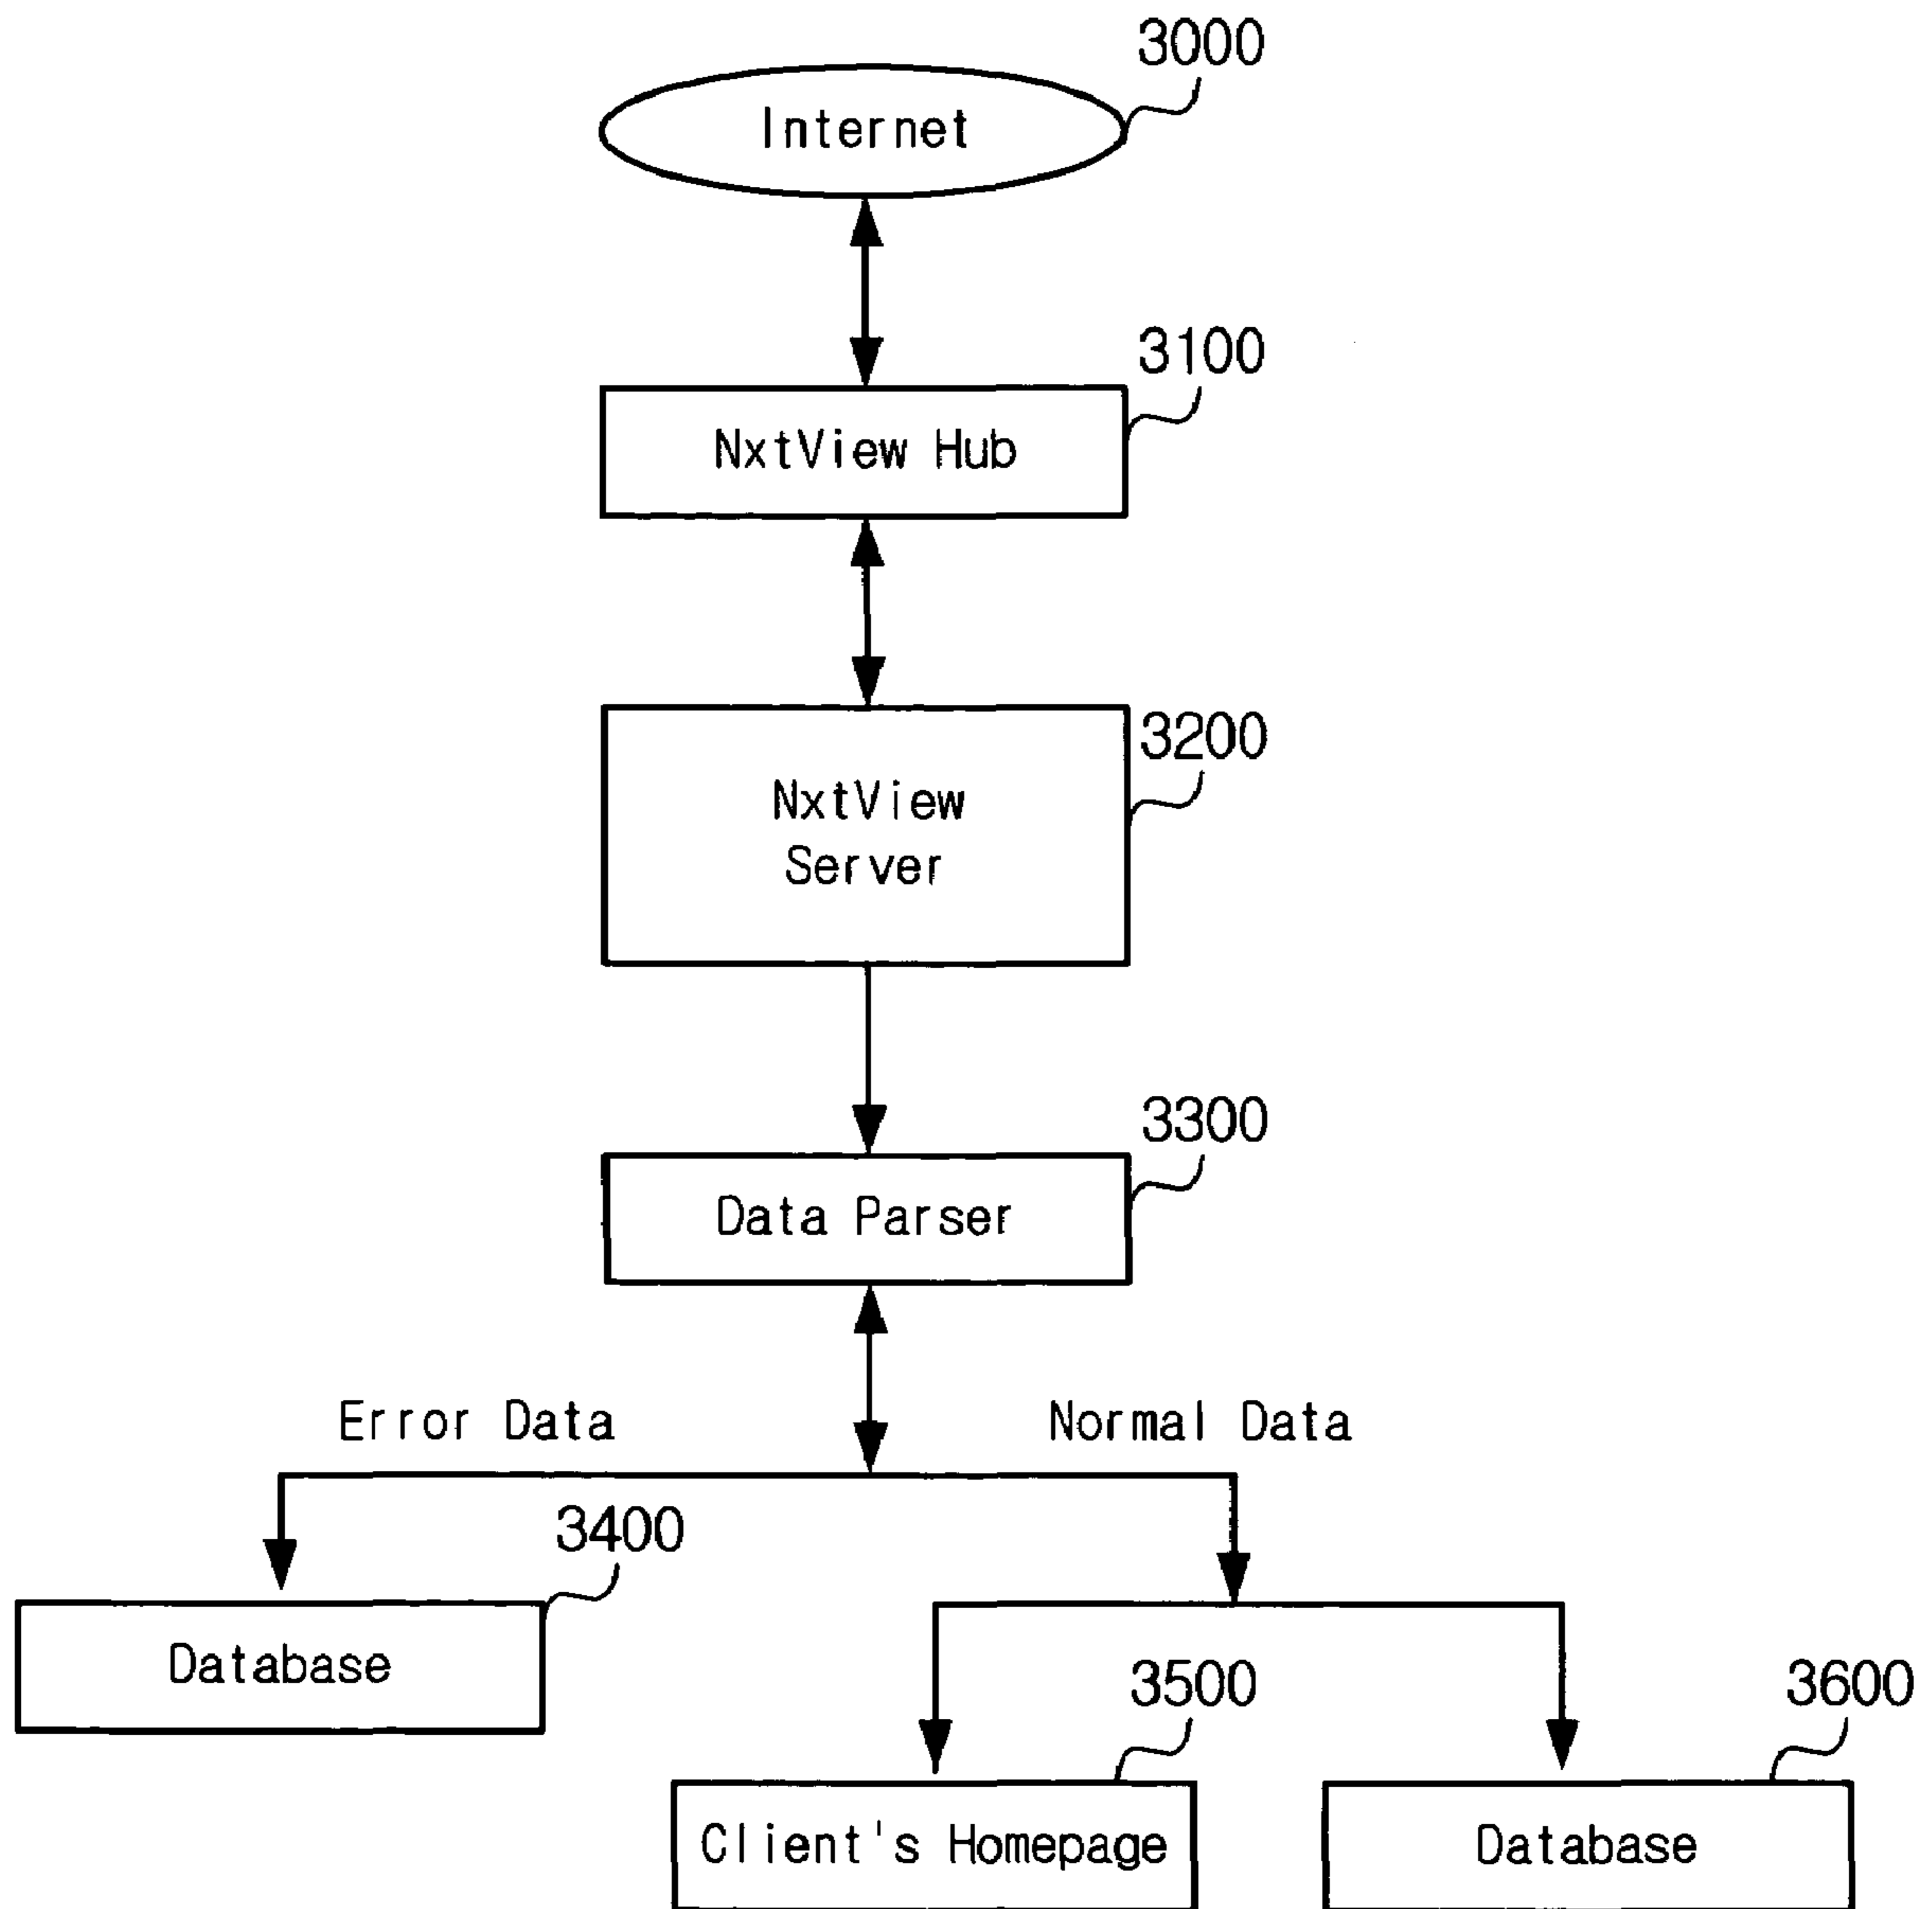 3000
Internet
3100
NxtView Hub
3200
NxtView
Server
3300
Data Parser
Error Data
Normal Data
3400
Database
3500
3600
Client's Homepage
Database